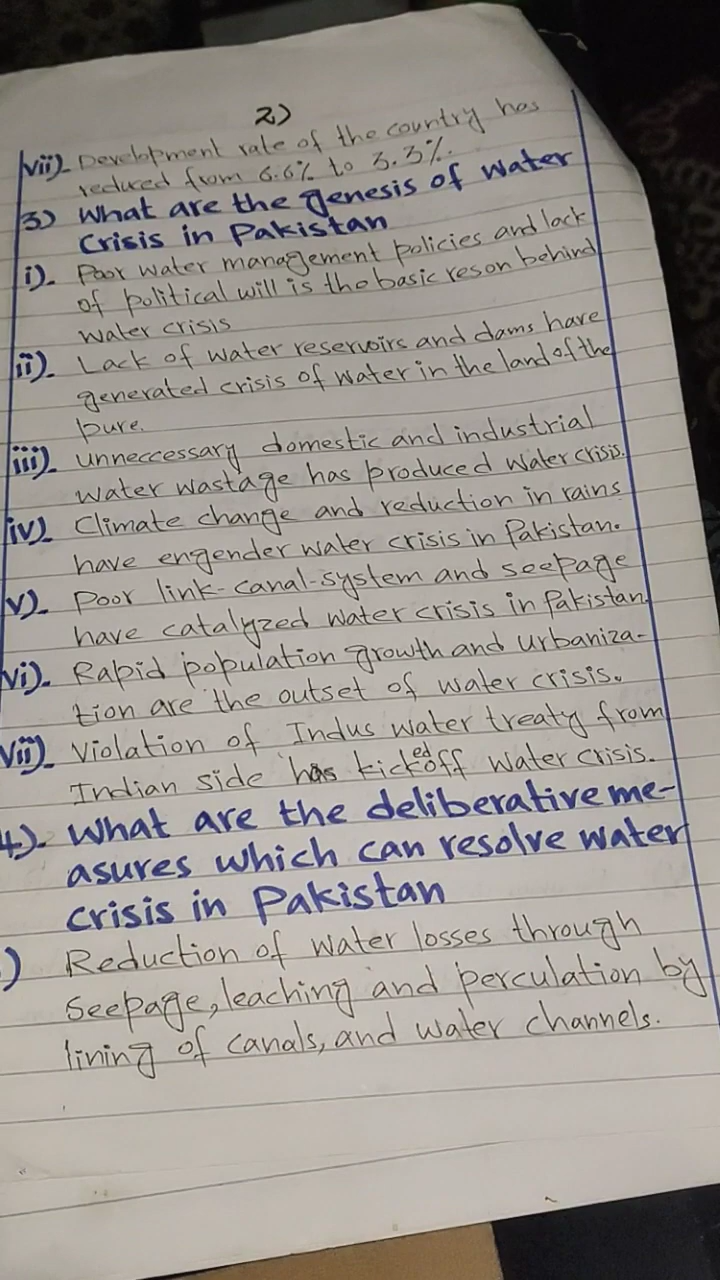 2)
vii). Development rate of the country has
reduced from 6.6% to 3.3%.
3) What are the genesis of water
Crisis in Pakistan
i). Poor water management policies and lack
of political will is the basic reson behind
water crisis
ii). Lack of water reservoirs and dams have
generated crisis of water in the land of the
pure.
iii). unneccessary domestic and industrial
water wastage has produced water crisis.
iv). Climate change and reduction in rains
have engender water crisis in Pakistan.
v). Poor link-canal-system and seepage
have catalyzed water crisis in Pakistan.
vi). Rapid population growth and urbaniza-
tion are the outset of water crisis.
vii). Violation of Indus water treaty from
Indian side has kickedoff water crisis.
4). What are the deliberative me-
asures which can resolve water
crisis in Pakistan
) Reduction of water losses through
seepage, leaching and perculation by
lining of canals, and water channels.